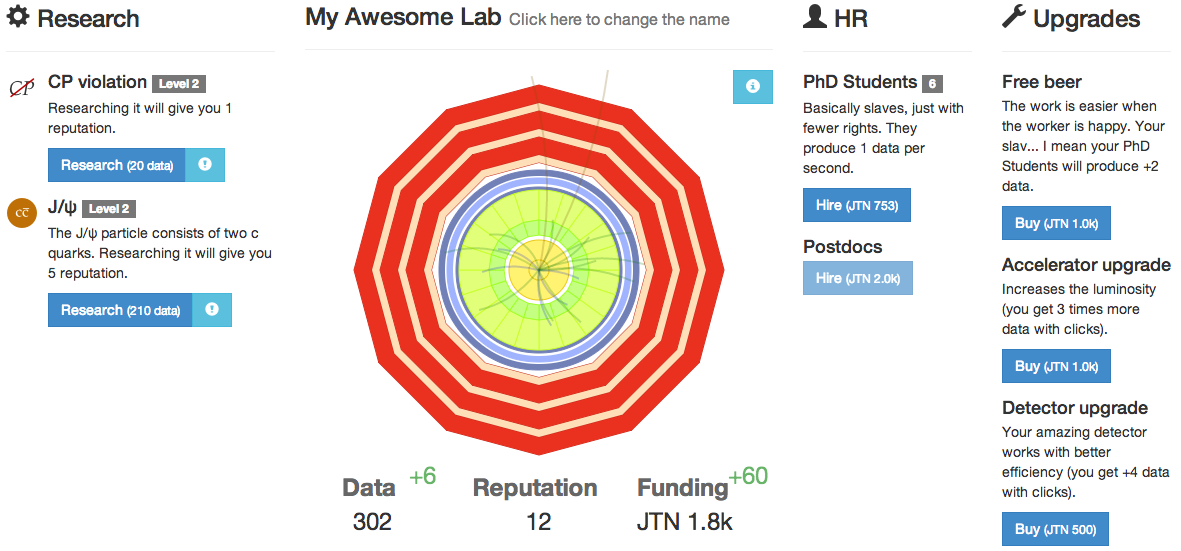 Research
CP
CP violation Level 2
Researching it will give you 1
reputation.
Research (20 data)
cc̅
J/ψ Level 2
The J/ψ particle consists of two c
quarks. Researching it will give you
5 reputation.
Research (210 data)
My Awesome Lab Click here to change the name
Data +6
302
Reputation
12
Funding +60
JTN 1.8k
HR
PhD Students 6
Basically slaves, just with
fewer rights. They
produce 1 data per
second.
Hire (JTN 753)
Postdocs
Hire (JTN 2.0k)
Upgrades
Free beer
The work is easier when
the worker is happy. Your
slav... I mean your PhD
Students will produce +2
data.
Buy (JTN 1.0k)
Accelerator upgrade
Increases the luminosity
(you get 3 times more
data with clicks).
Buy (JTN 1.0k)
Detector upgrade
Your amazing detector
works with better
efficiency (you get +4 data
with clicks).
Buy (JTN 500)